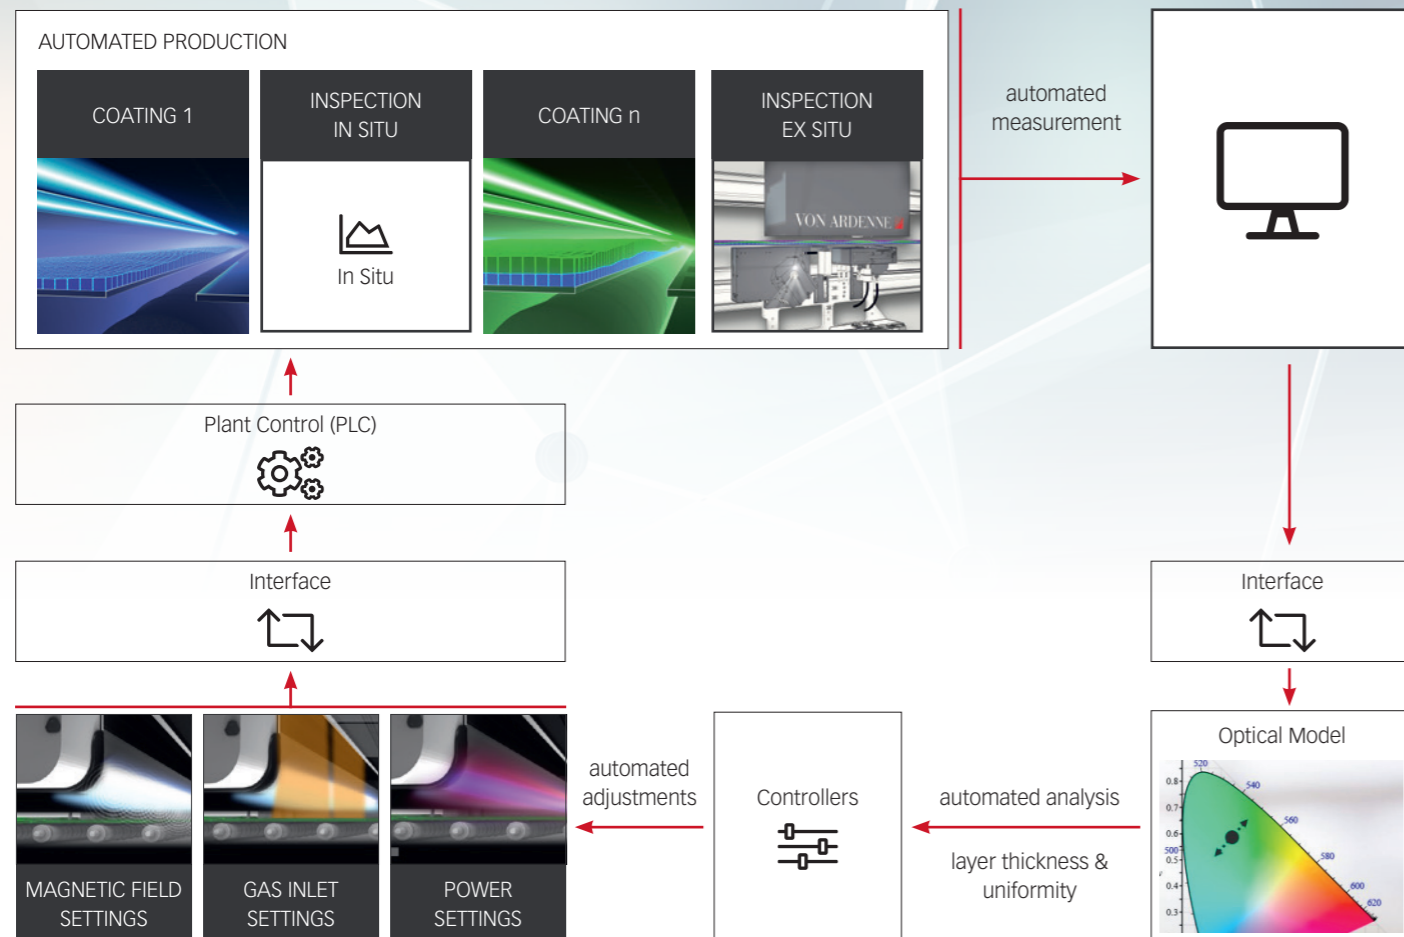 AUTOMATED PRODUCTION
COATING 1
INSPECTION
IN SITU
COATING n
INSPECTION
EX SITU
In Situ
VON ARDENNE
automated
measurement
Plant Control (PLC)
Interface
Interface
Optical Model
520
540
560
580
600
620
500
0.8
0.7
0.6
0.5
0.4
0.3
automated
adjustments
Controllers
automated analysis
layer thickness &
uniformity
MAGNETIC FIELD
SETTINGS
GAS INLET
SETTINGS
POWER
SETTINGS